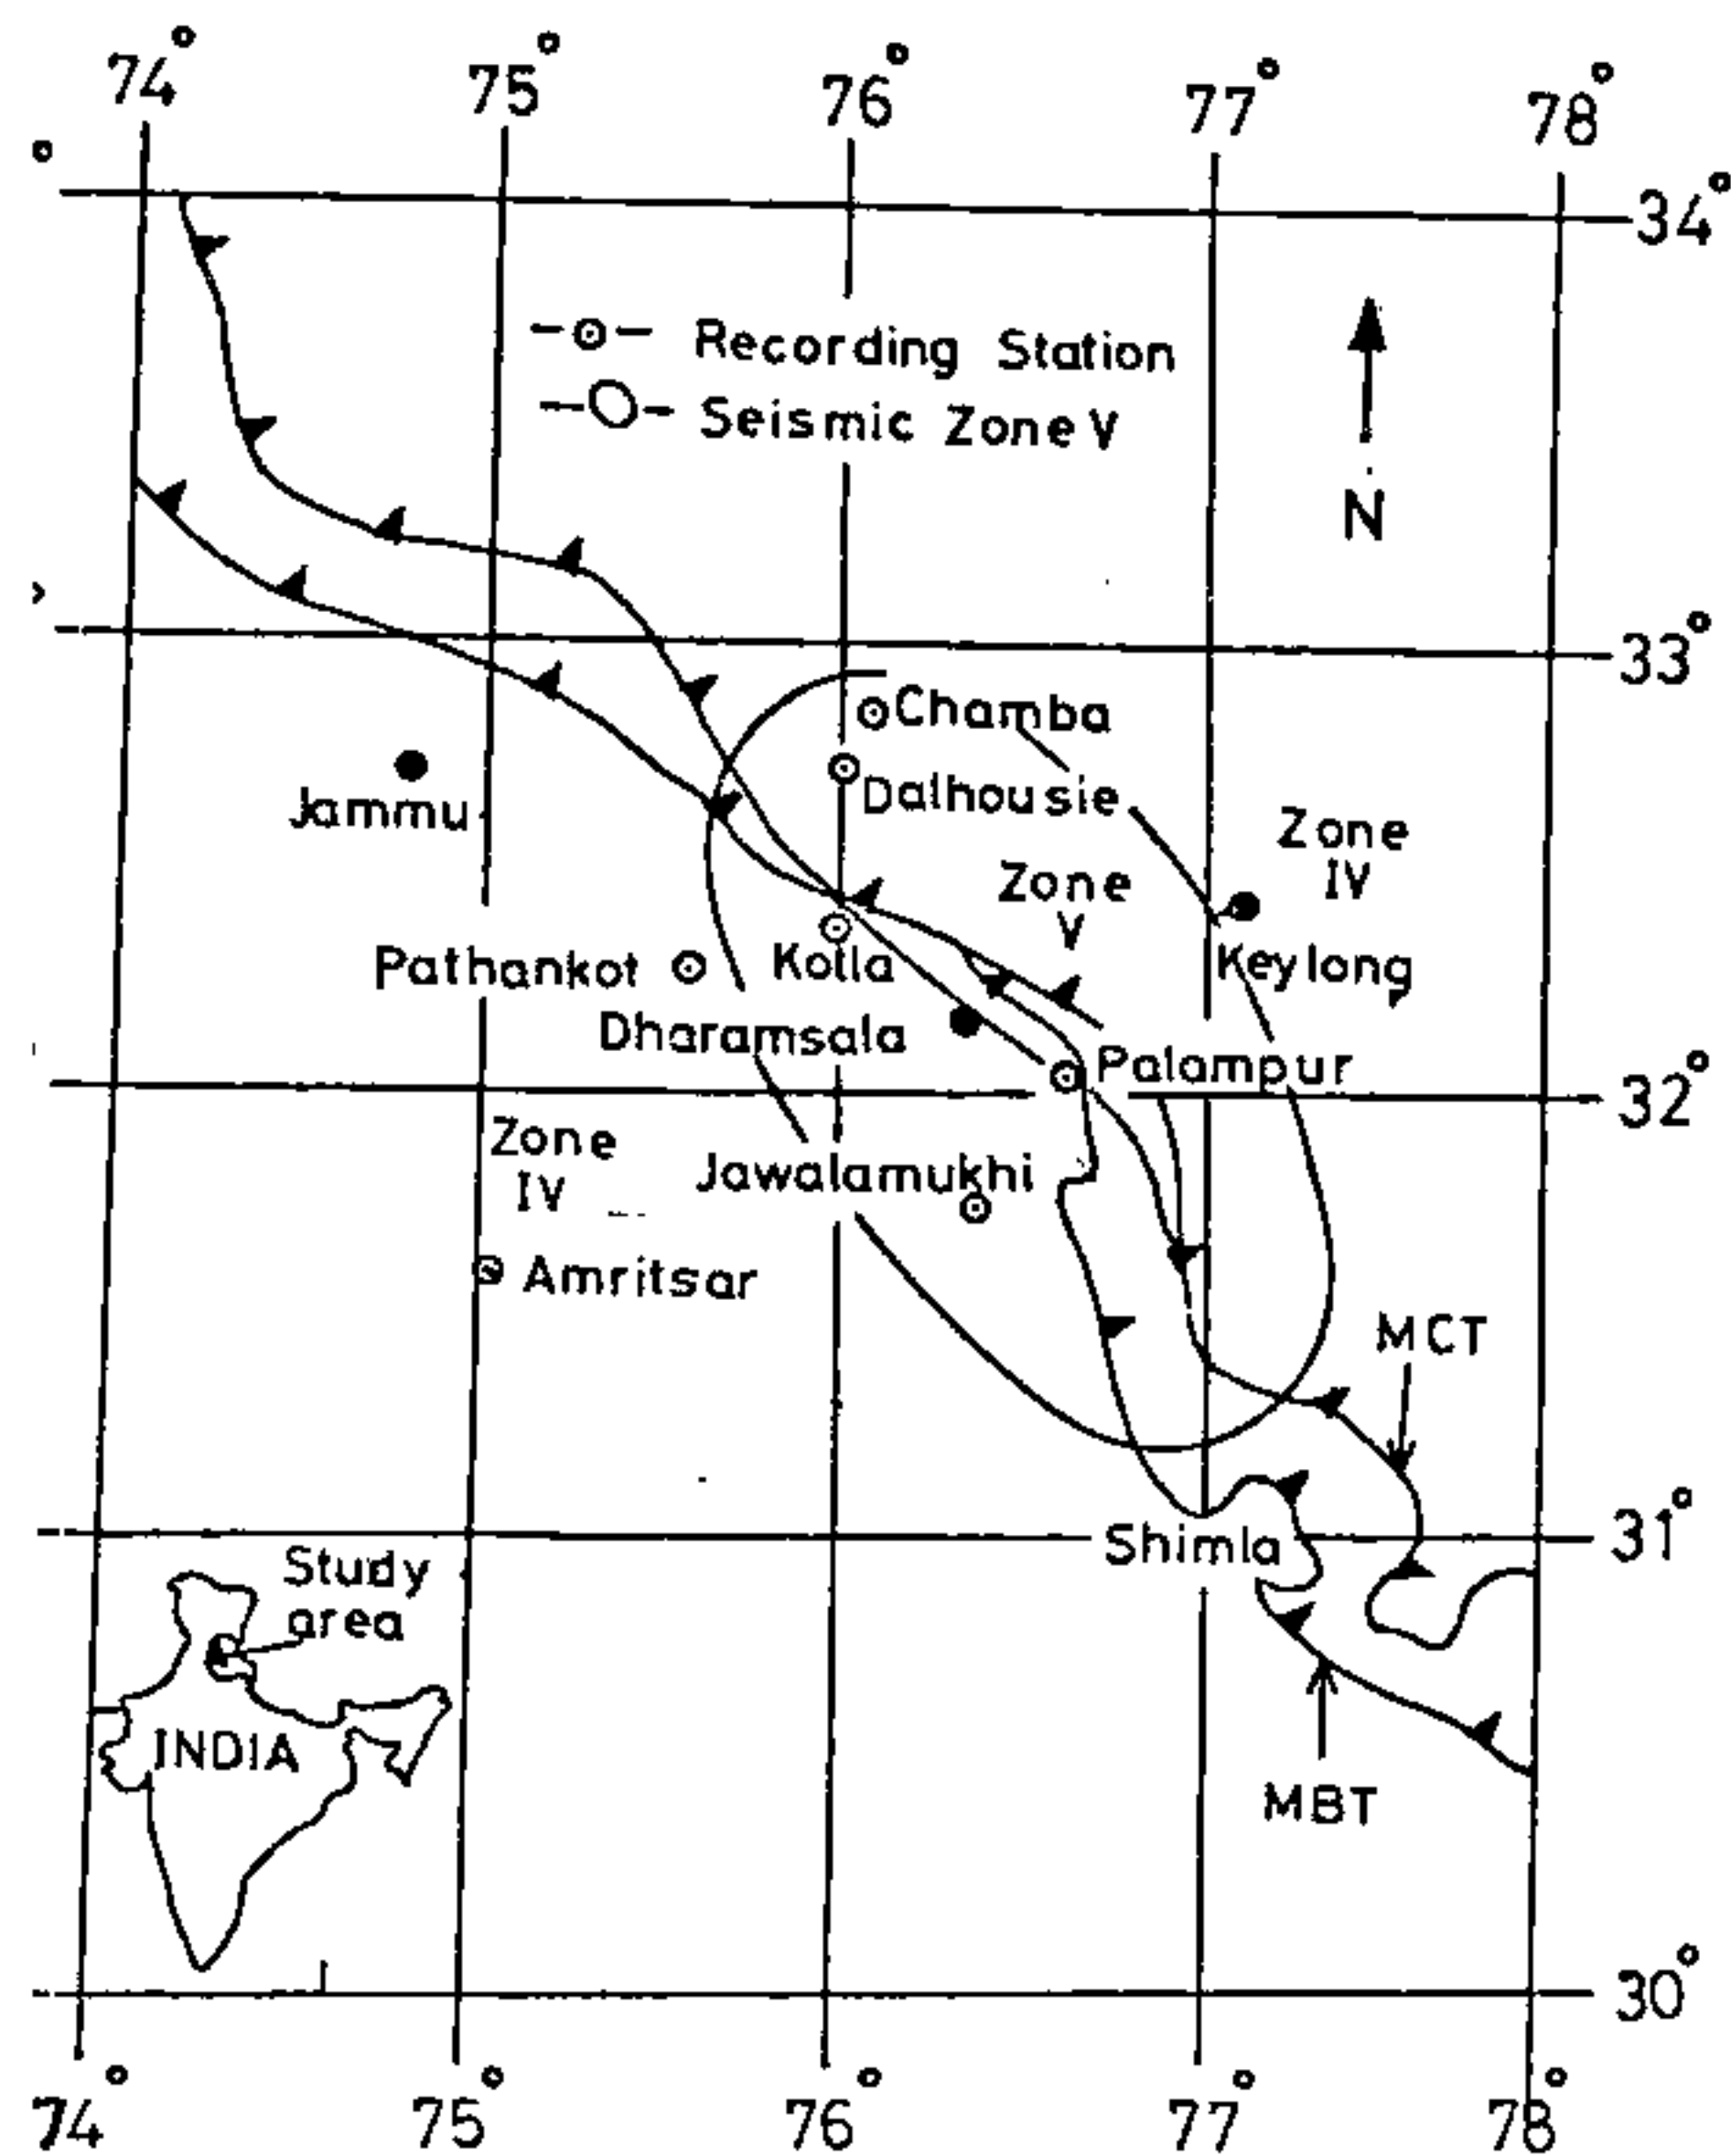 74° 75° 76° 77° 78°
34°
Recording Station
Seismic Zone V
N
33°
Chamba
Dalhousie
Jammu
Zone
IV
Zone
V
Keylong
Pathankot
Kotla
Dharamsala
Palampur
32°
Zone
IV
Jawalamukhi
Amritsar
MCT
31°
Shimla
Study
area
INDIA
MBT
30°
74° 75° 76° 77° 78°